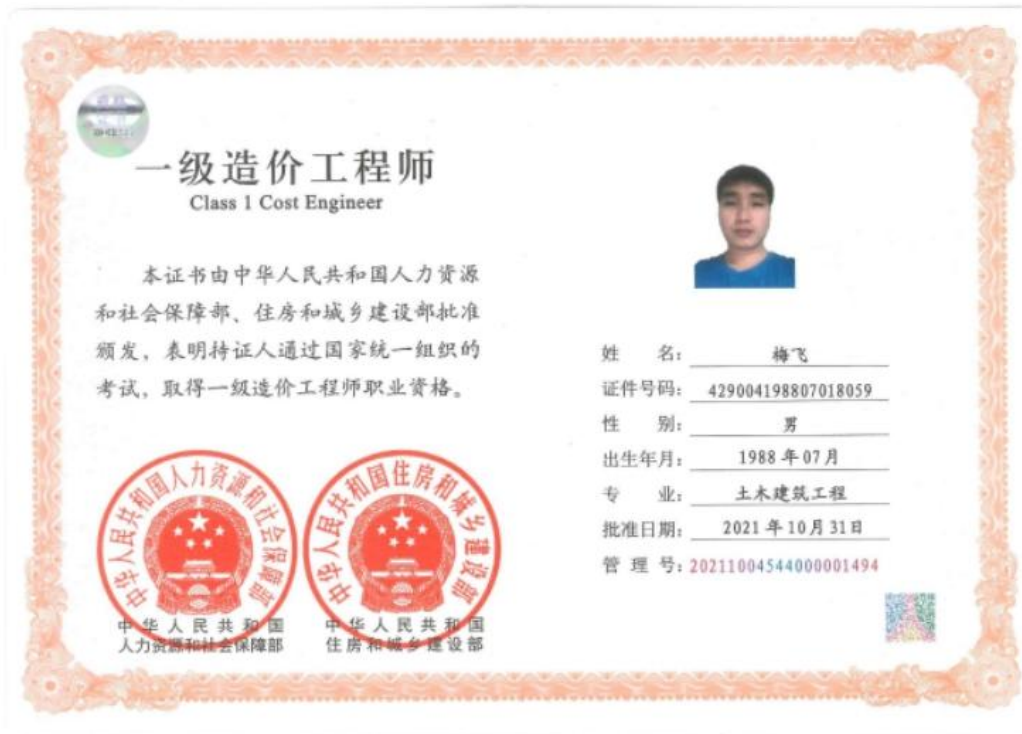 一级造价工程师
Class 1 Cost Engineer
本证书由中华人民共和国人力资源
和社会保障部、住房和城乡建设部批准
颁发，表明持证人通过国家统一组织的
考试，取得一级造价工程师职业资格。
中华人民共和国人力资源和社会保障部
中华人民共和国
人力资源和社会保障部
中华人民共和国住房和城乡建设部
中华人民共和国
住房和城乡建设部
姓 名：梅飞
证件号码：429004198807018059
性 别：男
出生年月：1988 年 07 月
专 业：土木建筑工程
批准日期：2021 年 10 月 31 日
管 理 号：20211004544000001494